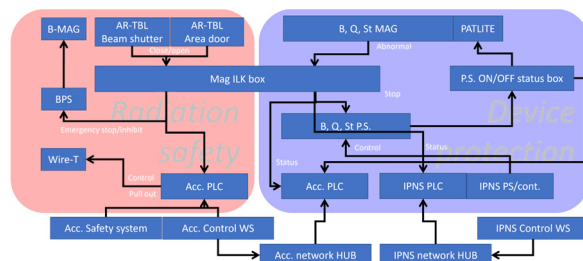 B-MAG
AR-TBL
Beam shutter
AR-TBL
Area door
B, Q, St MAG
PATLITE
Close/open
Abnormal
Mag ILK box
P.S. ON/OFF status box
Stop
BPS
Radiation
safety
Device
protection
Emergency stop/inhibit
B, Q, St P.S.
Status
Control
Status
Wire-T
Control
Pull out
Acc. PLC
Acc. PLC
IPNS PLC
IPNS PS/cont.
Acc. Safety system
Acc. Control WS
IPNS Control WS
Acc. network HUB
IPNS network HUB